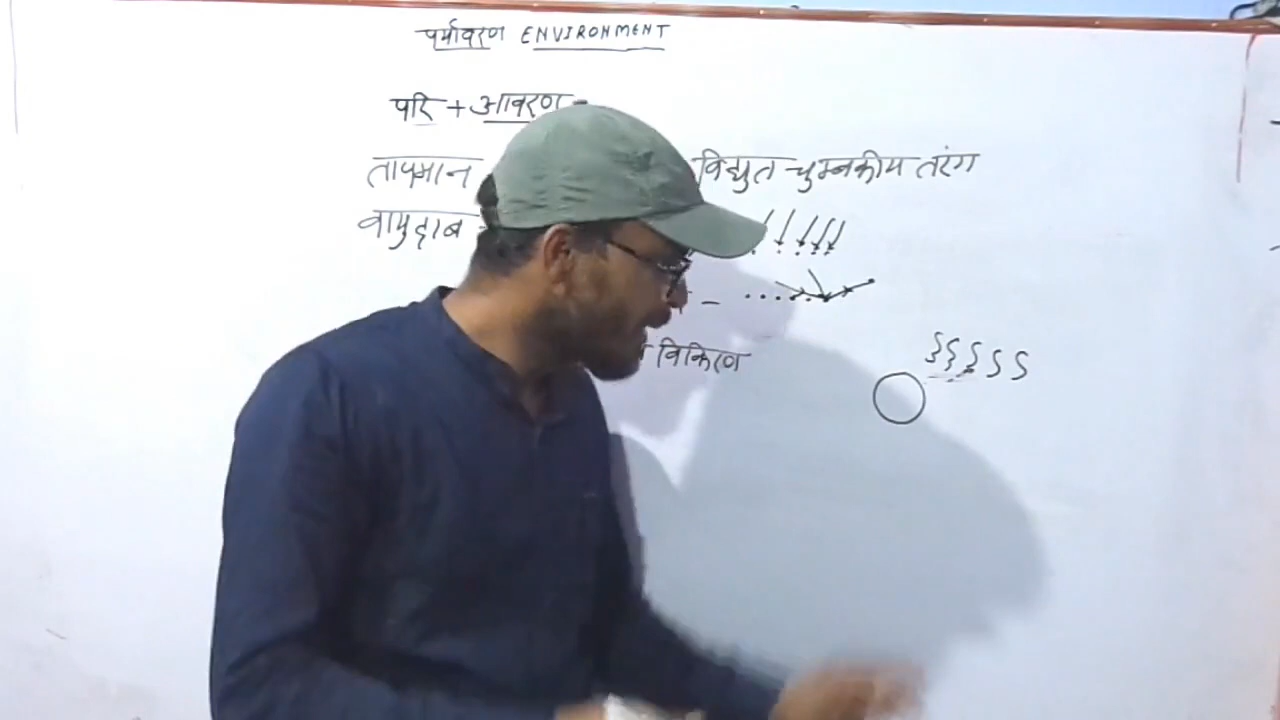 पर्यावरण ENVIRONMENT
परि + आवरण
तापमान विद्युत चुम्बकीय तरंग
वायुदाब
विकिरण